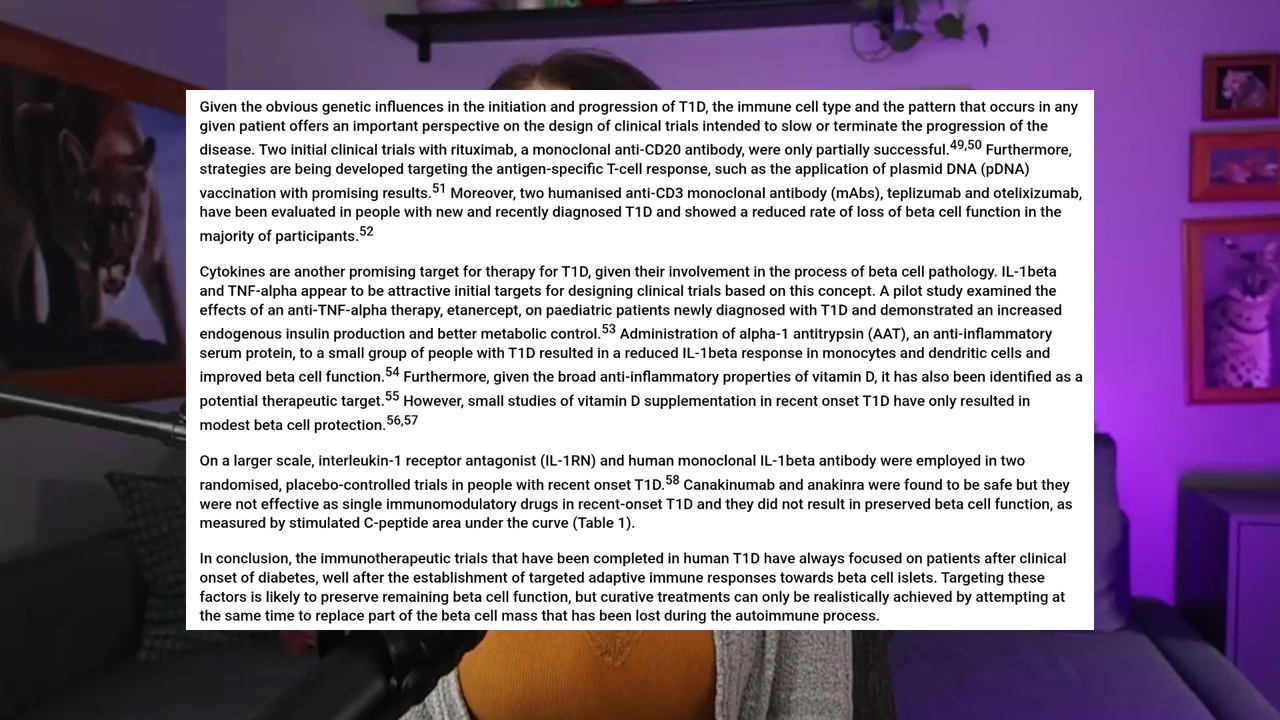 Given the obvious genetic influences in the initiation and progression of T1D, the immune cell type and the pattern that occurs in any
given patient offers an important perspective on the design of clinical trials intended to slow or terminate the progression of the
disease. Two initial clinical trials with rituximab, a monoclonal anti-CD20 antibody, were only partially successful.49,50 Furthermore,
strategies are being developed targeting the antigen-specific T-cell response, such as the application of plasmid DNA (pDNA)
vaccination with promising results.51 Moreover, two humanised anti-CD3 monoclonal antibody (mAbs), teplizumab and otelixizumab,
have been evaluated in people with new and recently diagnosed T1D and showed a reduced rate of loss of beta cell function in the
majority of participants.52
Cytokines are another promising target for therapy for T1D, given their involvement in the process of beta cell pathology. IL-1beta
and TNF-alpha appear to be attractive initial targets for designing clinical trials based on this concept. A pilot study examined the
effects of an anti-TNF-alpha therapy, etanercept, on paediatric patients newly diagnosed with T1D and demonstrated an increased
endogenous insulin production and better metabolic control.53 Administration of alpha-1 antitrypsin (AAT), an anti-inflammatory
serum protein, to a small group of people with T1D resulted in a reduced IL-1beta response in monocytes and dendritic cells and
improved beta cell function.54 Furthermore, given the broad anti-inflammatory properties of vitamin D, it has also been identified as a
potential therapeutic target.55 However, small studies of vitamin D supplementation in recent onset T1D have only resulted in
modest beta cell protection.56,57
On a larger scale, interleukin-1 receptor antagonist (IL-1RN) and human monoclonal IL-1beta antibody were employed in two
randomised, placebo-controlled trials in people with recent onset T1D.58 Canakinumab and anakinra were found to be safe but they
were not effective as single immunomodulatory drugs in recent-onset T1D and they did not result in preserved beta cell function, as
measured by stimulated C-peptide area under the curve (Table 1).
In conclusion, the immunotherapeutic trials that have been completed in human T1D have always focused on patients after clinical
onset of diabetes, well after the establishment of targeted adaptive immune responses towards beta cell islets. Targeting these
factors is likely to preserve remaining beta cell function, but curative treatments can only be realistically achieved by attempting at
the same time to replace part of the beta cell mass that has been lost during the autoimmune process.